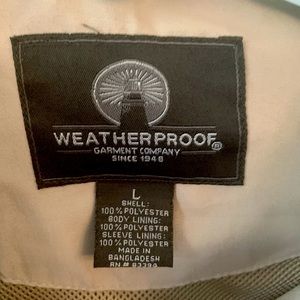 WEATHERPROOF®
GARMENT COMPANY
SINCE 1948
L
SHELL:
100% POLYESTER
BODY LINING:
100% POLYESTER
SLEEVE LINING:
100% POLYESTER
MADE IN
BANGLADESH
RN #